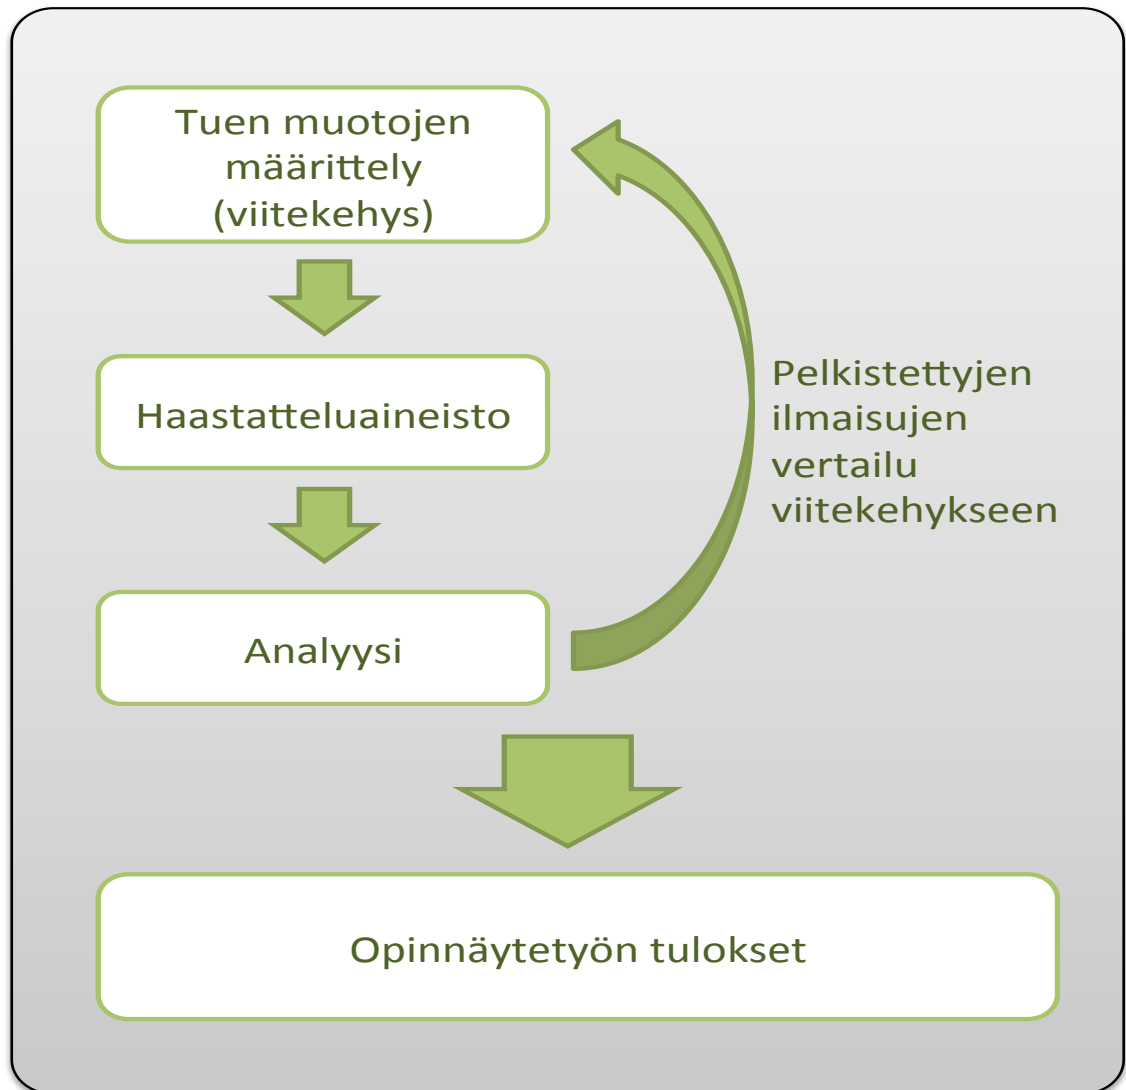 Tuen muotojen
määrittely
(viitekehys)
Haastatteluaineisto
Pelkistettyjen
ilmaisujen
vertailu
viitekehykseen
Analyysi
Opinnäytetyön tulokset